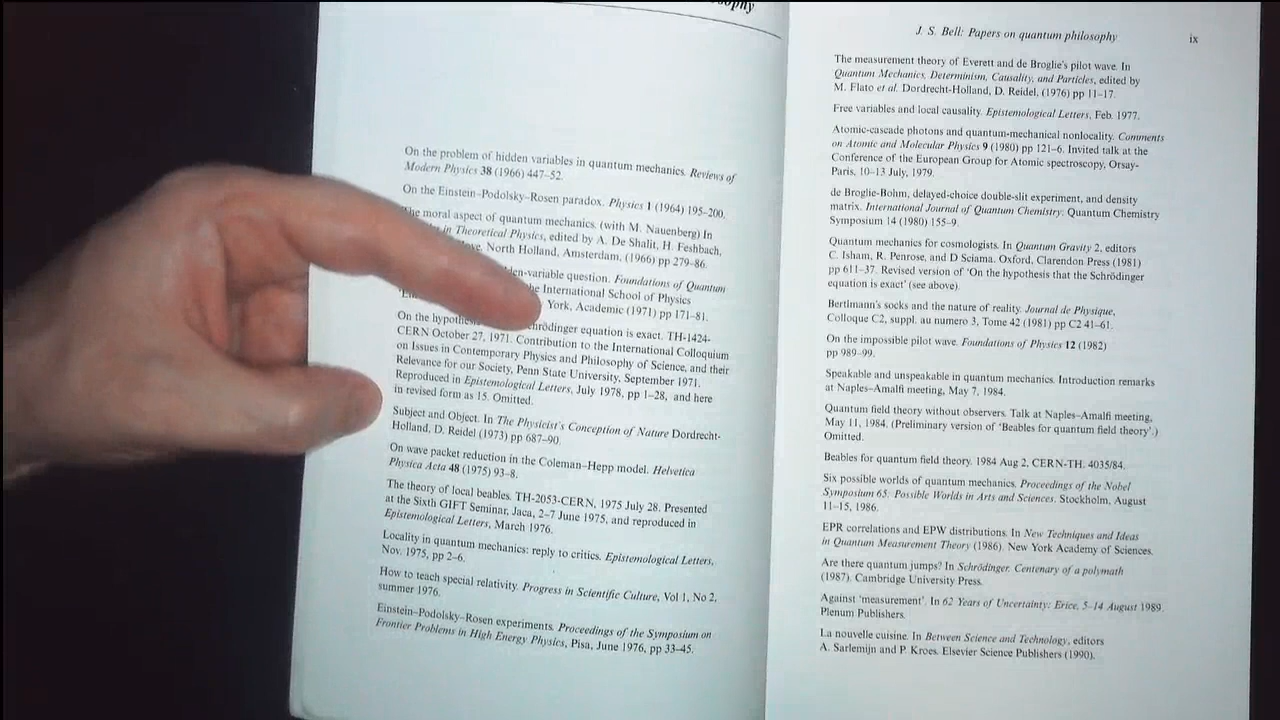 sophy
On the problem of hidden variables in quantum mechanics. Reviews of
Modern Physics 38 (1966) 447–52.
On the Einstein–Podolsky–Rosen paradox. Physics 1 (1964) 195–200.
The moral aspect of quantum mechanics. (with M. Nauenberg) In
in Theoretical Physics, edited by A. De Shalit, H. Feshbach,
North Holland, Amsterdam, (1966) pp 279–86.
den-variable question. Foundations of Quantum
the International School of Physics
York, Academic (1971) pp 171–81.
On the hypothesis Schrödinger equation is exact. TH-1424-
CERN October 27, 1971. Contribution to the International Colloquium
on Issues in Contemporary Physics and Philosophy of Science, and their
Relevance for our Society, Penn State University, September 1971.
Reproduced in Epistemological Letters, July 1978, pp 1–28, and here
in revised form as 15. Omitted.
Subject and Object. In The Physicist's Conception of Nature Dordrecht-
Holland, D. Reidel (1973) pp 687–90.
On wave packet reduction in the Coleman–Hepp model. Helvetica
Physica Acta 48 (1975) 93–8.
The theory of local beables. TH-2053-CERN, 1975 July 28. Presented
at the Sixth GIFT Seminar, Jaca, 2–7 June 1975, and reproduced in
Epistemological Letters, March 1976.
Locality in quantum mechanics: reply to critics. Epistemological Letters,
Nov. 1975, pp 2–6.
How to teach special relativity. Progress in Scientific Culture, Vol 1, No 2,
summer 1976.
Einstein–Podolsky–Rosen experiments. Proceedings of the Symposium on
Frontier Problems in High Energy Physics, Pisa, June 1976, pp 33–45.
J. S. Bell: Papers on quantum philosophy ix
The measurement theory of Everett and de Broglie's pilot wave. In
Quantum Mechanics, Determinism, Causality, and Particles, edited by
M. Flato et al. Dordrecht-Holland, D. Reidel, (1976) pp 11–17.
Free variables and local causality. Epistemological Letters, Feb. 1977.
Atomic-cascade photons and quantum-mechanical nonlocality. Comments
on Atomic and Molecular Physics 9 (1980) pp 121–6. Invited talk at the
Conference of the European Group for Atomic spectroscopy, Orsay-
Paris, 10–13 July, 1979.
de Broglie-Bohm, delayed-choice double-slit experiment, and density
matrix. International Journal of Quantum Chemistry: Quantum Chemistry
Symposium 14 (1980) 155–9.
Quantum mechanics for cosmologists. In Quantum Gravity 2, editors
C. Isham, R. Penrose, and D Sciama. Oxford, Clarendon Press (1981)
pp 611–37. Revised version of 'On the hypothesis that the Schrödinger
equation is exact' (see above).
Bertlmann's socks and the nature of reality. Journal de Physique,
Colloque C2, suppl. au numero 3, Tome 42 (1981) pp C2 41–61.
On the impossible pilot wave. Foundations of Physics 12 (1982)
pp 989–99.
Speakable and unspeakable in quantum mechanics. Introduction remarks
at Naples–Amalfi meeting, May 7, 1984.
Quantum field theory without observers. Talk at Naples–Amalfi meeting,
May 11, 1984. (Preliminary version of 'Beables for quantum field theory'.)
Omitted.
Beables for quantum field theory. 1984 Aug 2, CERN-TH. 4035/84.
Six possible worlds of quantum mechanics. Proceedings of the Nobel
Symposium 65: Possible Worlds in Arts and Sciences. Stockholm, August
11–15, 1986.
EPR correlations and EPW distributions. In New Techniques and Ideas
in Quantum Measurement Theory (1986). New York Academy of Sciences.
Are there quantum jumps? In Schrödinger. Centenary of a polymath
(1987). Cambridge University Press.
Against 'measurement'. In 62 Years of Uncertainty: Erice, 5–14 August 1989.
Plenum Publishers.
La nouvelle cuisine. In Between Science and Technology, editors
A. Sarlemijn and P. Kroes. Elsevier Science Publishers (1990).